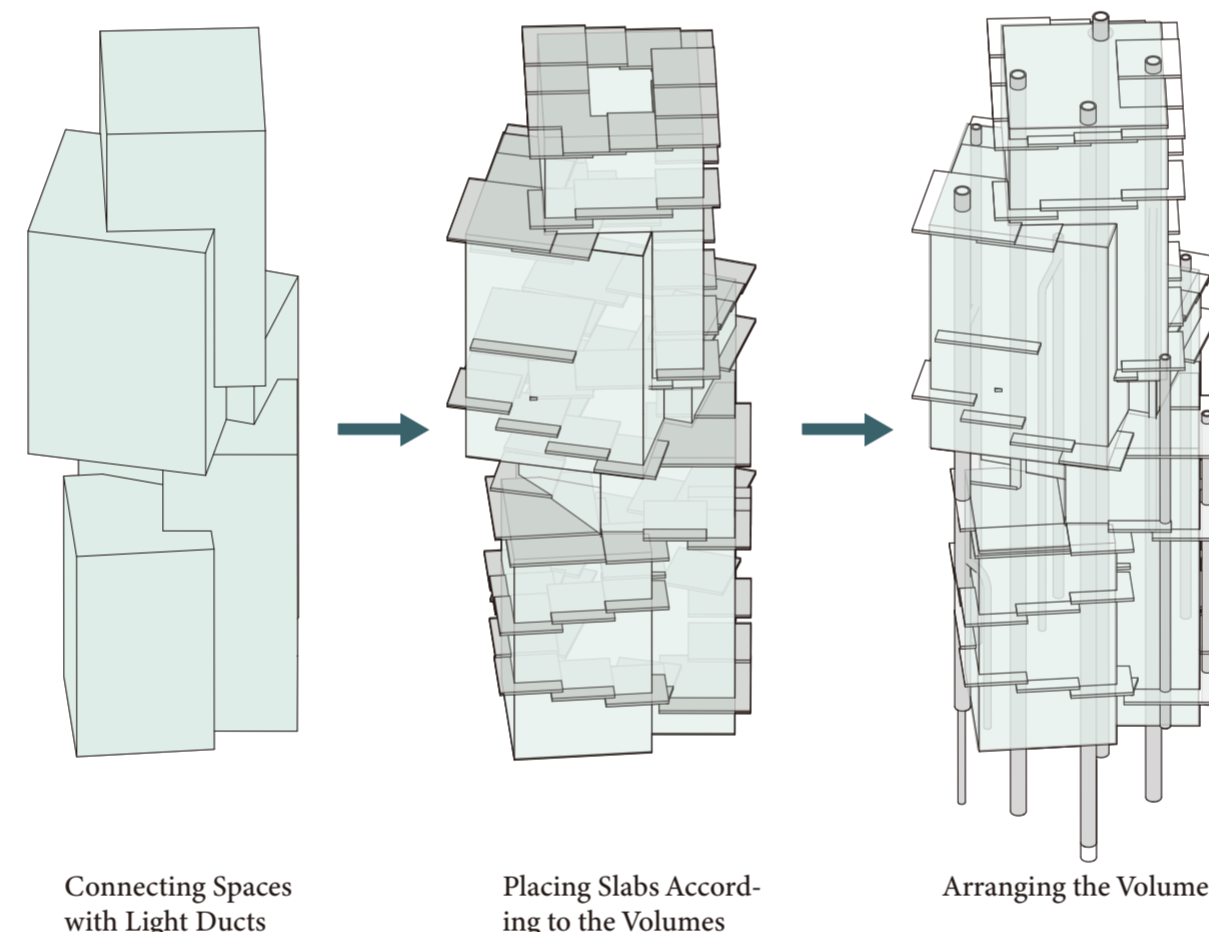 Connecting Spaces
with Light Ducts
Placing Slabs Accord-
ing to the Volumes
Arranging the Volume